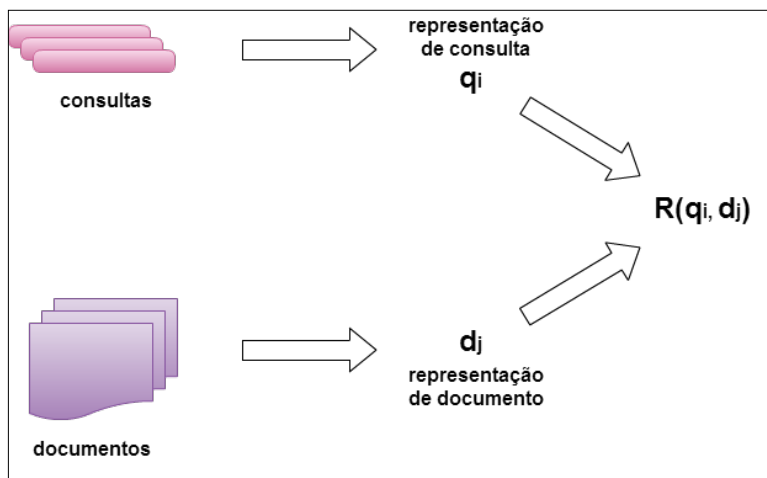 representação
de consulta
qi
consultas
R(qi, dj)
dj
representação
de documento
documentos